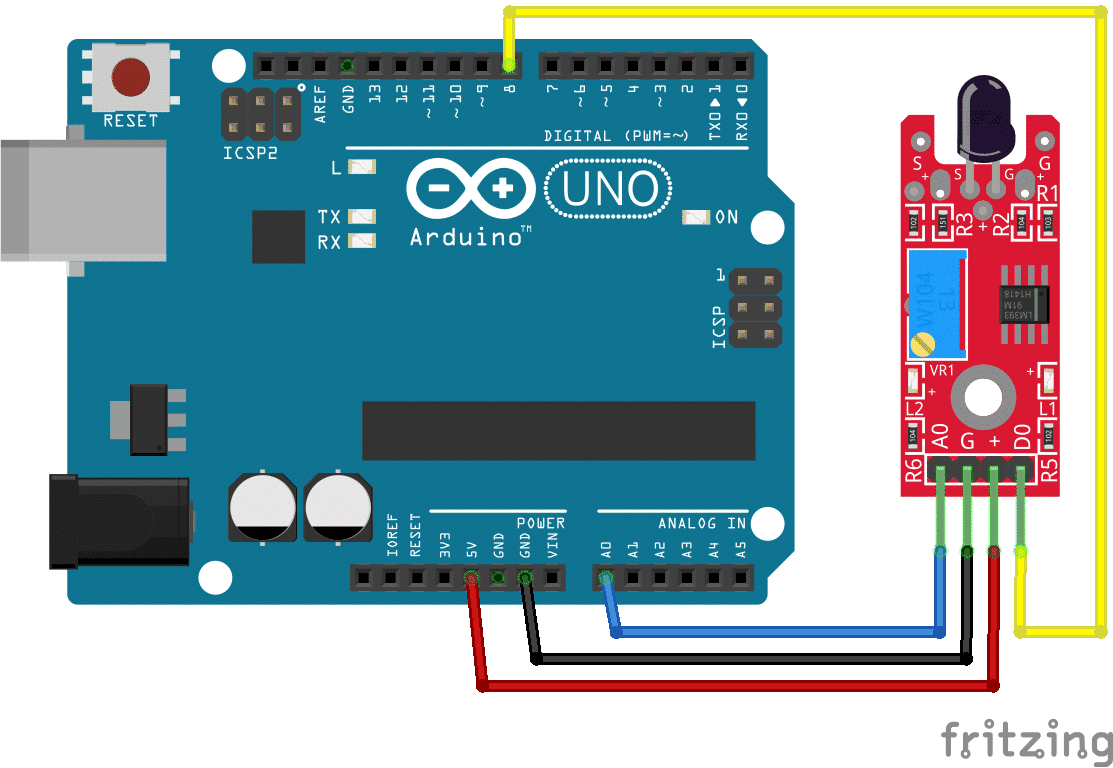 RESET
ICSP2
AREF
GND
13
12
~11
~10
~9
8
7
~6
~5
4
~3
2
TX0▶1
RX0◀0
DIGITAL (PWM=~)
L
TX
RX
Arduino™
UNO
ON
1
ICSP
IOREF
RESET
3V3
5V
GND
GND
VIN
POWER
ANALOG IN
A0
A1
A2
A3
A4
A5
S
G
+
S
G
+
R1
R3
+
R2
102
151
104
103
W104
13
LM393
91M
H1418
VR1
+
+
L2
L1
104
102
R6
A0
G
+
D0
R5
fritzing